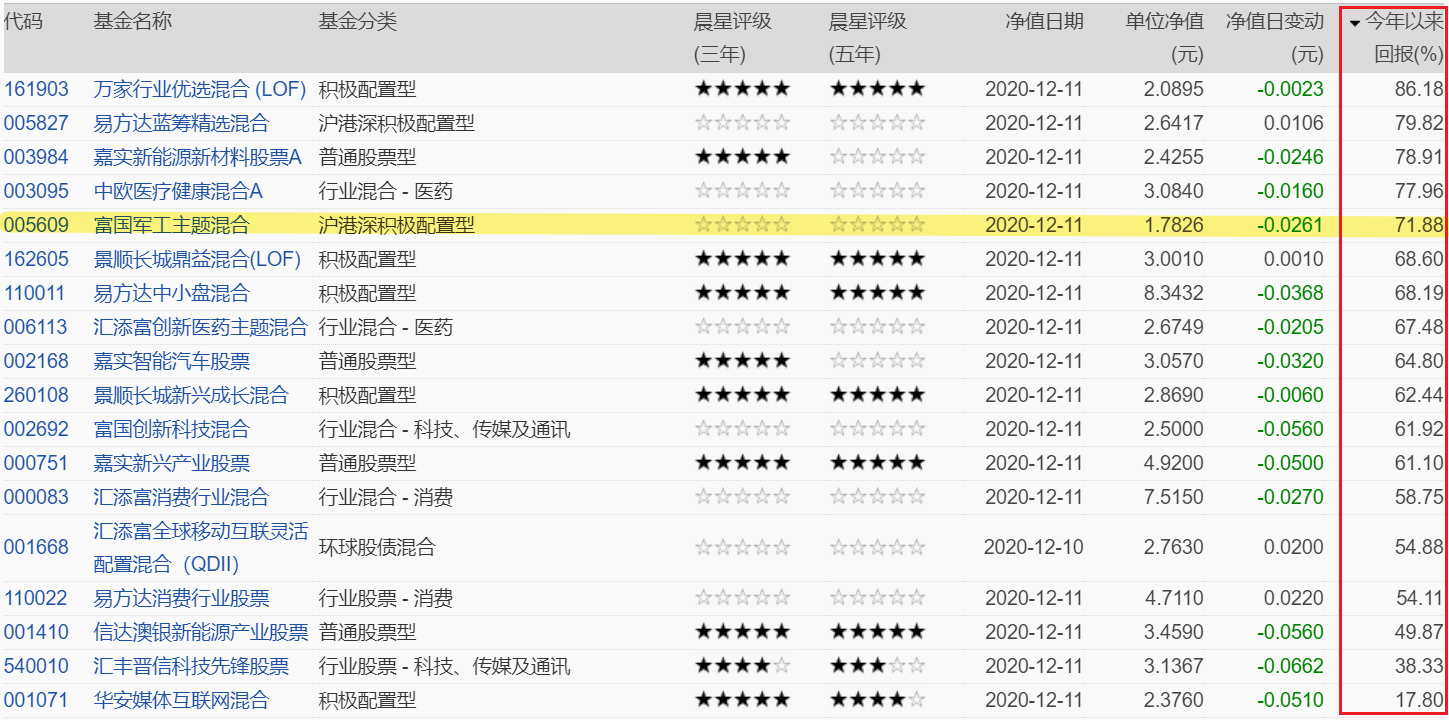 代码 基金名称 基金分类 晨星评级 晨星评级 净值日期 单位净值 净值日变动 今年以来
(三年) (五年) (元) (元) 回报(%)
161903 万家行业优选混合 (LOF) 积极配置型 ★★★★★ ★★★★★ 2020-12-11 2.0895 -0.0023 86.18
005827 易方达蓝筹精选混合 沪港深积极配置型 ☆☆☆☆☆ ☆☆☆☆☆ 2020-12-11 2.6417 0.0106 79.82
003984 嘉实新能源新材料股票A 普通股票型 ★★★★★ ☆☆☆☆☆ 2020-12-11 2.4255 -0.0246 78.91
003095 中欧医疗健康混合A 行业混合 - 医药 ☆☆☆☆☆ ☆☆☆☆☆ 2020-12-11 3.0840 -0.0160 77.96
005609 富国军工主题混合 沪港深积极配置型 ☆☆☆☆☆ ☆☆☆☆☆ 2020-12-11 1.7826 -0.0261 71.88
162605 景顺长城鼎益混合(LOF) 积极配置型 ★★★★★ ★★★★★ 2020-12-11 3.0010 0.0010 68.60
110011 易方达中小盘混合 积极配置型 ★★★★★ ★★★★★ 2020-12-11 8.3432 -0.0368 68.19
006113 汇添富创新医药主题混合 行业混合 - 医药 ☆☆☆☆☆ ☆☆☆☆☆ 2020-12-11 2.6749 -0.0205 67.48
002168 嘉实智能汽车股票 普通股票型 ★★★★★ ☆☆☆☆☆ 2020-12-11 3.0570 -0.0320 64.80
260108 景顺长城新兴成长混合 积极配置型 ★★★★★ ★★★★★ 2020-12-11 2.8690 -0.0060 62.44
002692 富国创新科技混合 行业混合 - 科技、传媒及通讯 ☆☆☆☆☆ ☆☆☆☆☆ 2020-12-11 2.5000 -0.0560 61.92
000751 嘉实新兴产业股票 普通股票型 ★★★★★ ★★★★★ 2020-12-11 4.9200 -0.0500 61.10
000083 汇添富消费行业混合 行业混合 - 消费 ☆☆☆☆☆ ☆☆☆☆☆ 2020-12-11 7.5150 -0.0270 58.75
汇添富全球移动互联灵活
001668 环球股债混合 ☆☆☆☆☆ ☆☆☆☆☆ 2020-12-10 2.7630 0.0200 54.88
配置混合（QDII）
110022 易方达消费行业股票 行业股票 - 消费 ☆☆☆☆☆ ☆☆☆☆☆ 2020-12-11 4.7110 0.0220 54.11
001410 信达澳银新能源产业股票 普通股票型 ★★★★★ ★★★★★ 2020-12-11 3.4590 -0.0560 49.87
540010 汇丰晋信科技先锋股票 行业股票 - 科技、传媒及通讯 ★★★★☆ ★★★☆☆ 2020-12-11 3.1367 -0.0662 38.33
001071 华安媒体互联网混合 积极配置型 ★★★★★ ★★★★☆ 2020-12-11 2.3760 -0.0510 17.80